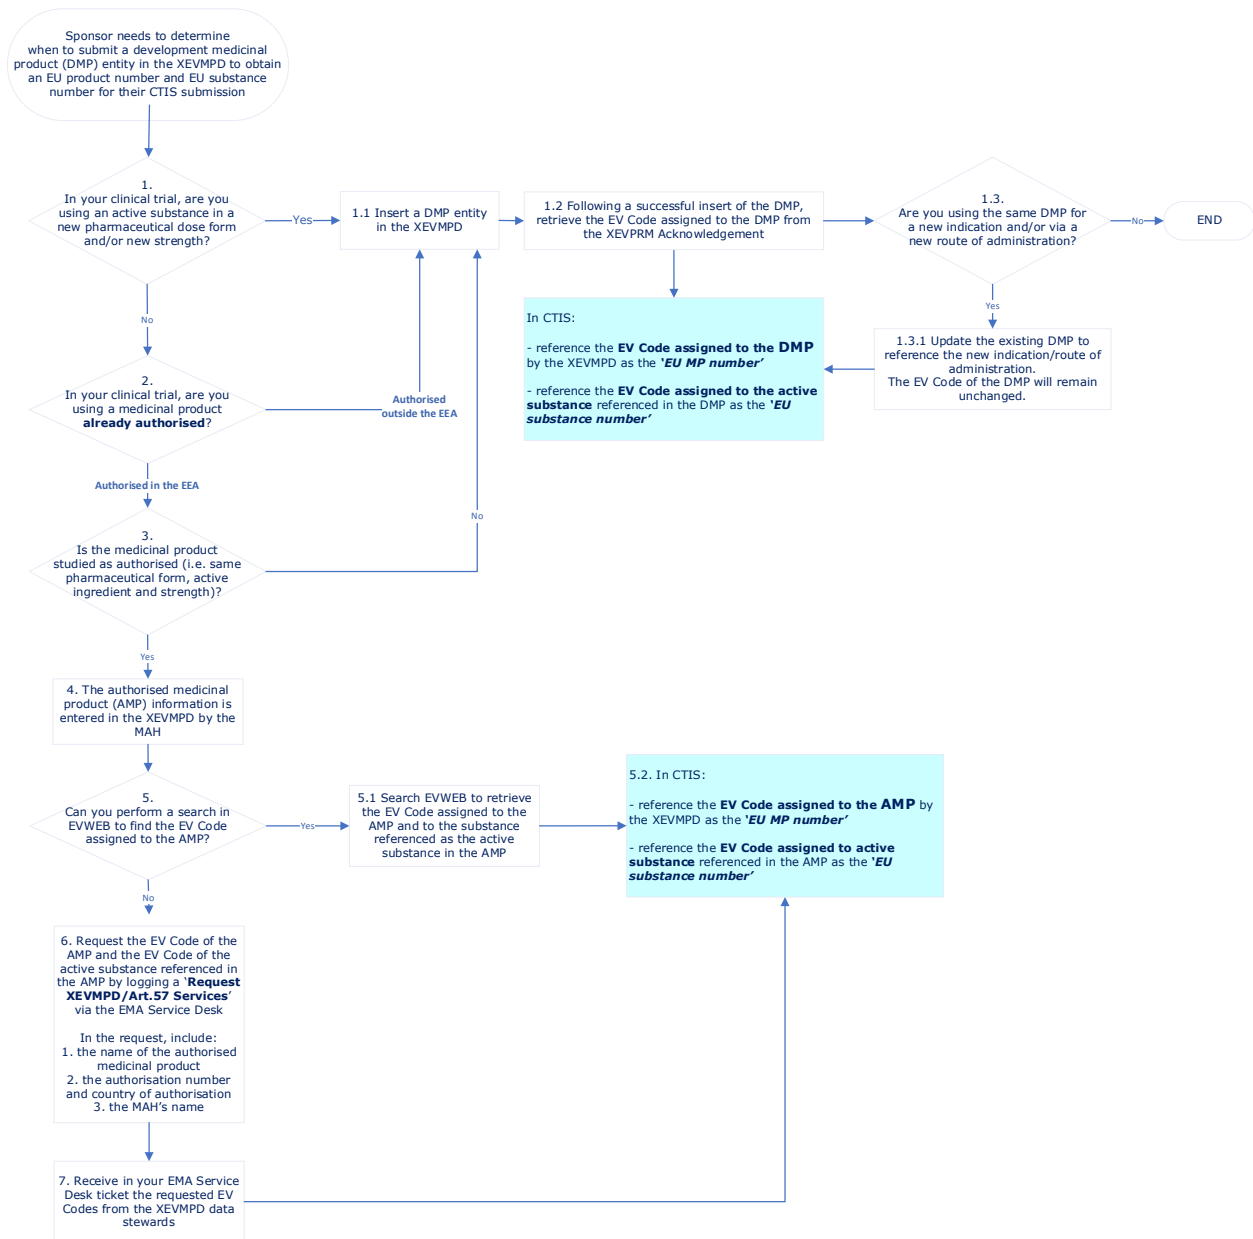 Sponsor needs to determine
when to submit a development medicinal
product (DMP) entity in the XEVMPD to obtain
an EU product number and EU substance
number for their CTIS submission
1.
In your clinical trial, are you
using an active substance in a
new pharmaceutical dose form
and/or new strength?
Yes
1.1 Insert a DMP entity
in the XEVMPD
1.2 Following a successful insert of the DMP,
retrieve the EV Code assigned to the DMP from
the XEVPRM Acknowledgement
1.3.
Are you using the same DMP for
a new indication and/or via a
new route of administration?
No
END
Yes
1.3.1 Update the existing DMP to
reference the new indication/route of
administration.
The EV Code of the DMP will remain
unchanged.
In CTIS:
- reference the EV Code assigned to the DMP
by the XEVMPD as the ‘EU MP number’
- reference the EV Code assigned to the active
substance referenced in the DMP as the ‘EU
substance number’
No
2.
In your clinical trial, are you
using a medicinal product
already authorised?
Authorised
outside the EEA
Authorised in the EEA
3.
Is the medicinal product
studied as authorised (i.e. same
pharmaceutical form, active
ingredient and strength)?
No
Yes
4. The authorised medicinal
product (AMP) information is
entered in the XEVMPD by the
MAH
5.
Can you perform a search in
EVWEB to find the EV Code
assigned to the AMP?
Yes
5.1 Search EVWEB to retrieve
the EV Code assigned to the
AMP and to the substance
referenced as the active
substance in the AMP
5.2. In CTIS:
- reference the EV Code assigned to the AMP by
the XEVMPD as the ‘EU MP number’
- reference the EV Code assigned to active
substance referenced in the AMP as the ‘EU
substance number’
No
6. Request the EV Code of the
AMP and the EV Code of the
active substance referenced in
the AMP by logging a ‘Request
XEVMPD/Art.57 Services’
via the EMA Service Desk
In the request, include:
1. the name of the authorised
medicinal product
2. the authorisation number
and country of authorisation
3. the MAH’s name
7. Receive in your EMA Service
Desk ticket the requested EV
Codes from the XEVMPD data
stewards